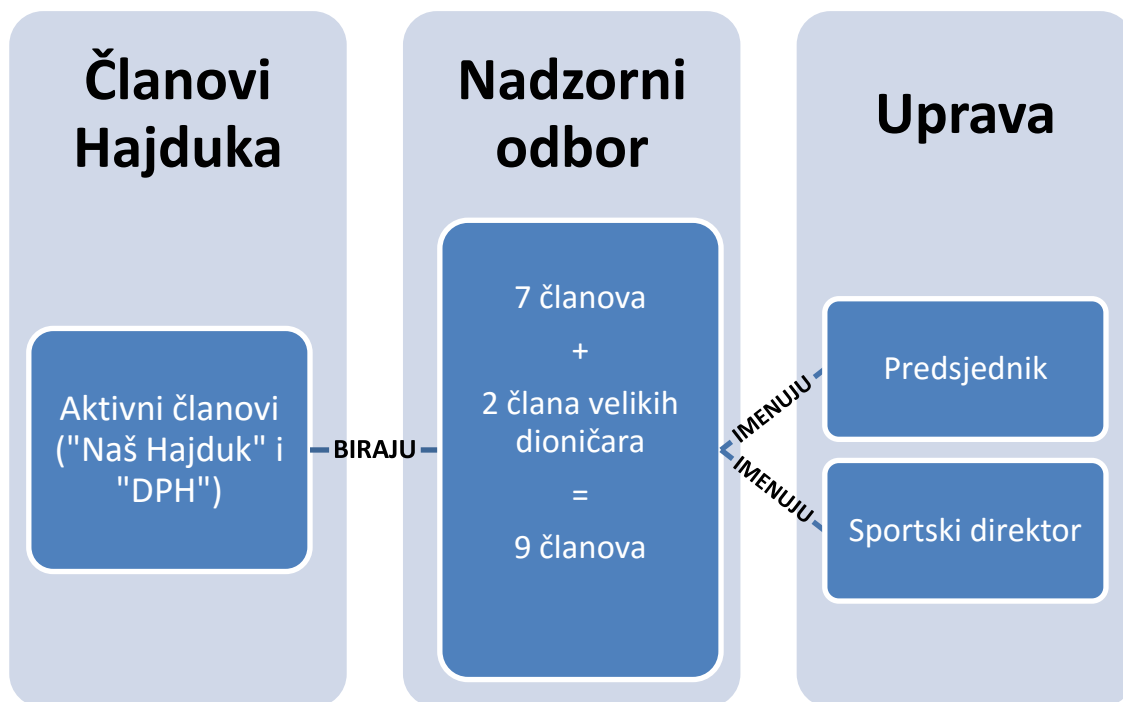 Članovi
Hajduka
Aktivni članovi
("Naš Hajduk" i
"DPH")
BIRAJU
Nadzorni
odbor
7 članova
+
2 člana velikih
dioničara
=
9 članova
IMENUJU
IMENUJU
Uprava
Predsjednik
Sportski direktor